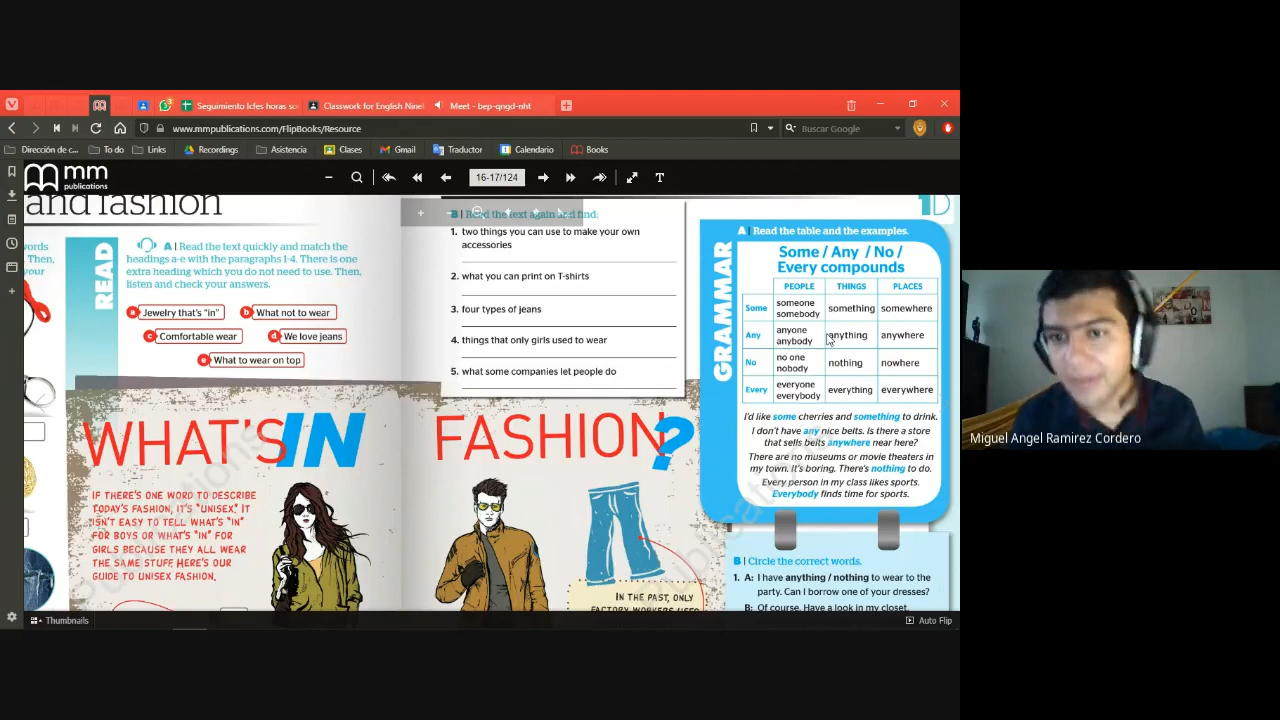 Seguimiento Icfes horas so
Classwork for English Ninet
Meet - bep-qngd-nht
www.mmpublications.com/FlipBooks/Resource
Buscar Google
Dirección de c...
To do
Links
Recordings
Asistencia
Clases
Gmail
Traductor
Calendario
Books
mm
publications
16-17/124
T
and fashion
1D
words
Then,
your
READ
A | Read the text quickly and match the
headings a-e with the paragraphs 1-4. There is one
extra heading which you do not need to use. Then,
listen and check your answers.
a Jewelry that's "in"
b What not to wear
c Comfortable wear
d We love jeans
e What to wear on top
B | Read the text again and find:
1. two things you can use to make your own
accessories
2. what you can print on T-shirts
3. four types of jeans
4. things that only girls used to wear
5. what some companies let people do
WHAT'S IN FASHION?
IF THERE'S ONE WORD TO DESCRIBE
TODAY'S FASHION, IT'S "UNISEX." IT
ISN'T EASY TO TELL WHAT'S "IN"
FOR BOYS OR WHAT'S "IN" FOR
GIRLS BECAUSE THEY ALL WEAR
THE SAME STUFF. HERE'S OUR
GUIDE TO UNISEX FASHION.
IN THE PAST, ONLY
FACTORY WORKERS USED
GRAMMAR
A | Read the table and the examples.
Some / Any / No /
Every compounds
PEOPLE THINGS PLACES
Some someone somebody something somewhere
Any anyone anybody anything anywhere
No no one nobody nothing nowhere
Every everyone everybody everything everywhere
I'd like some cherries and something to drink.
I don't have any nice belts. Is there a store
that sells belts anywhere near here?
There are no museums or movie theaters in
my town. It's boring. There's nothing to do.
Every person in my class likes sports.
Everybody finds time for sports.
B | Circle the correct words.
1. A: I have anything / nothing to wear to the
party. Can I borrow one of your dresses?
B: Of course. Have a look in my closet.
Thumbnails
Auto Flip
Miguel Angel Ramirez Cordero